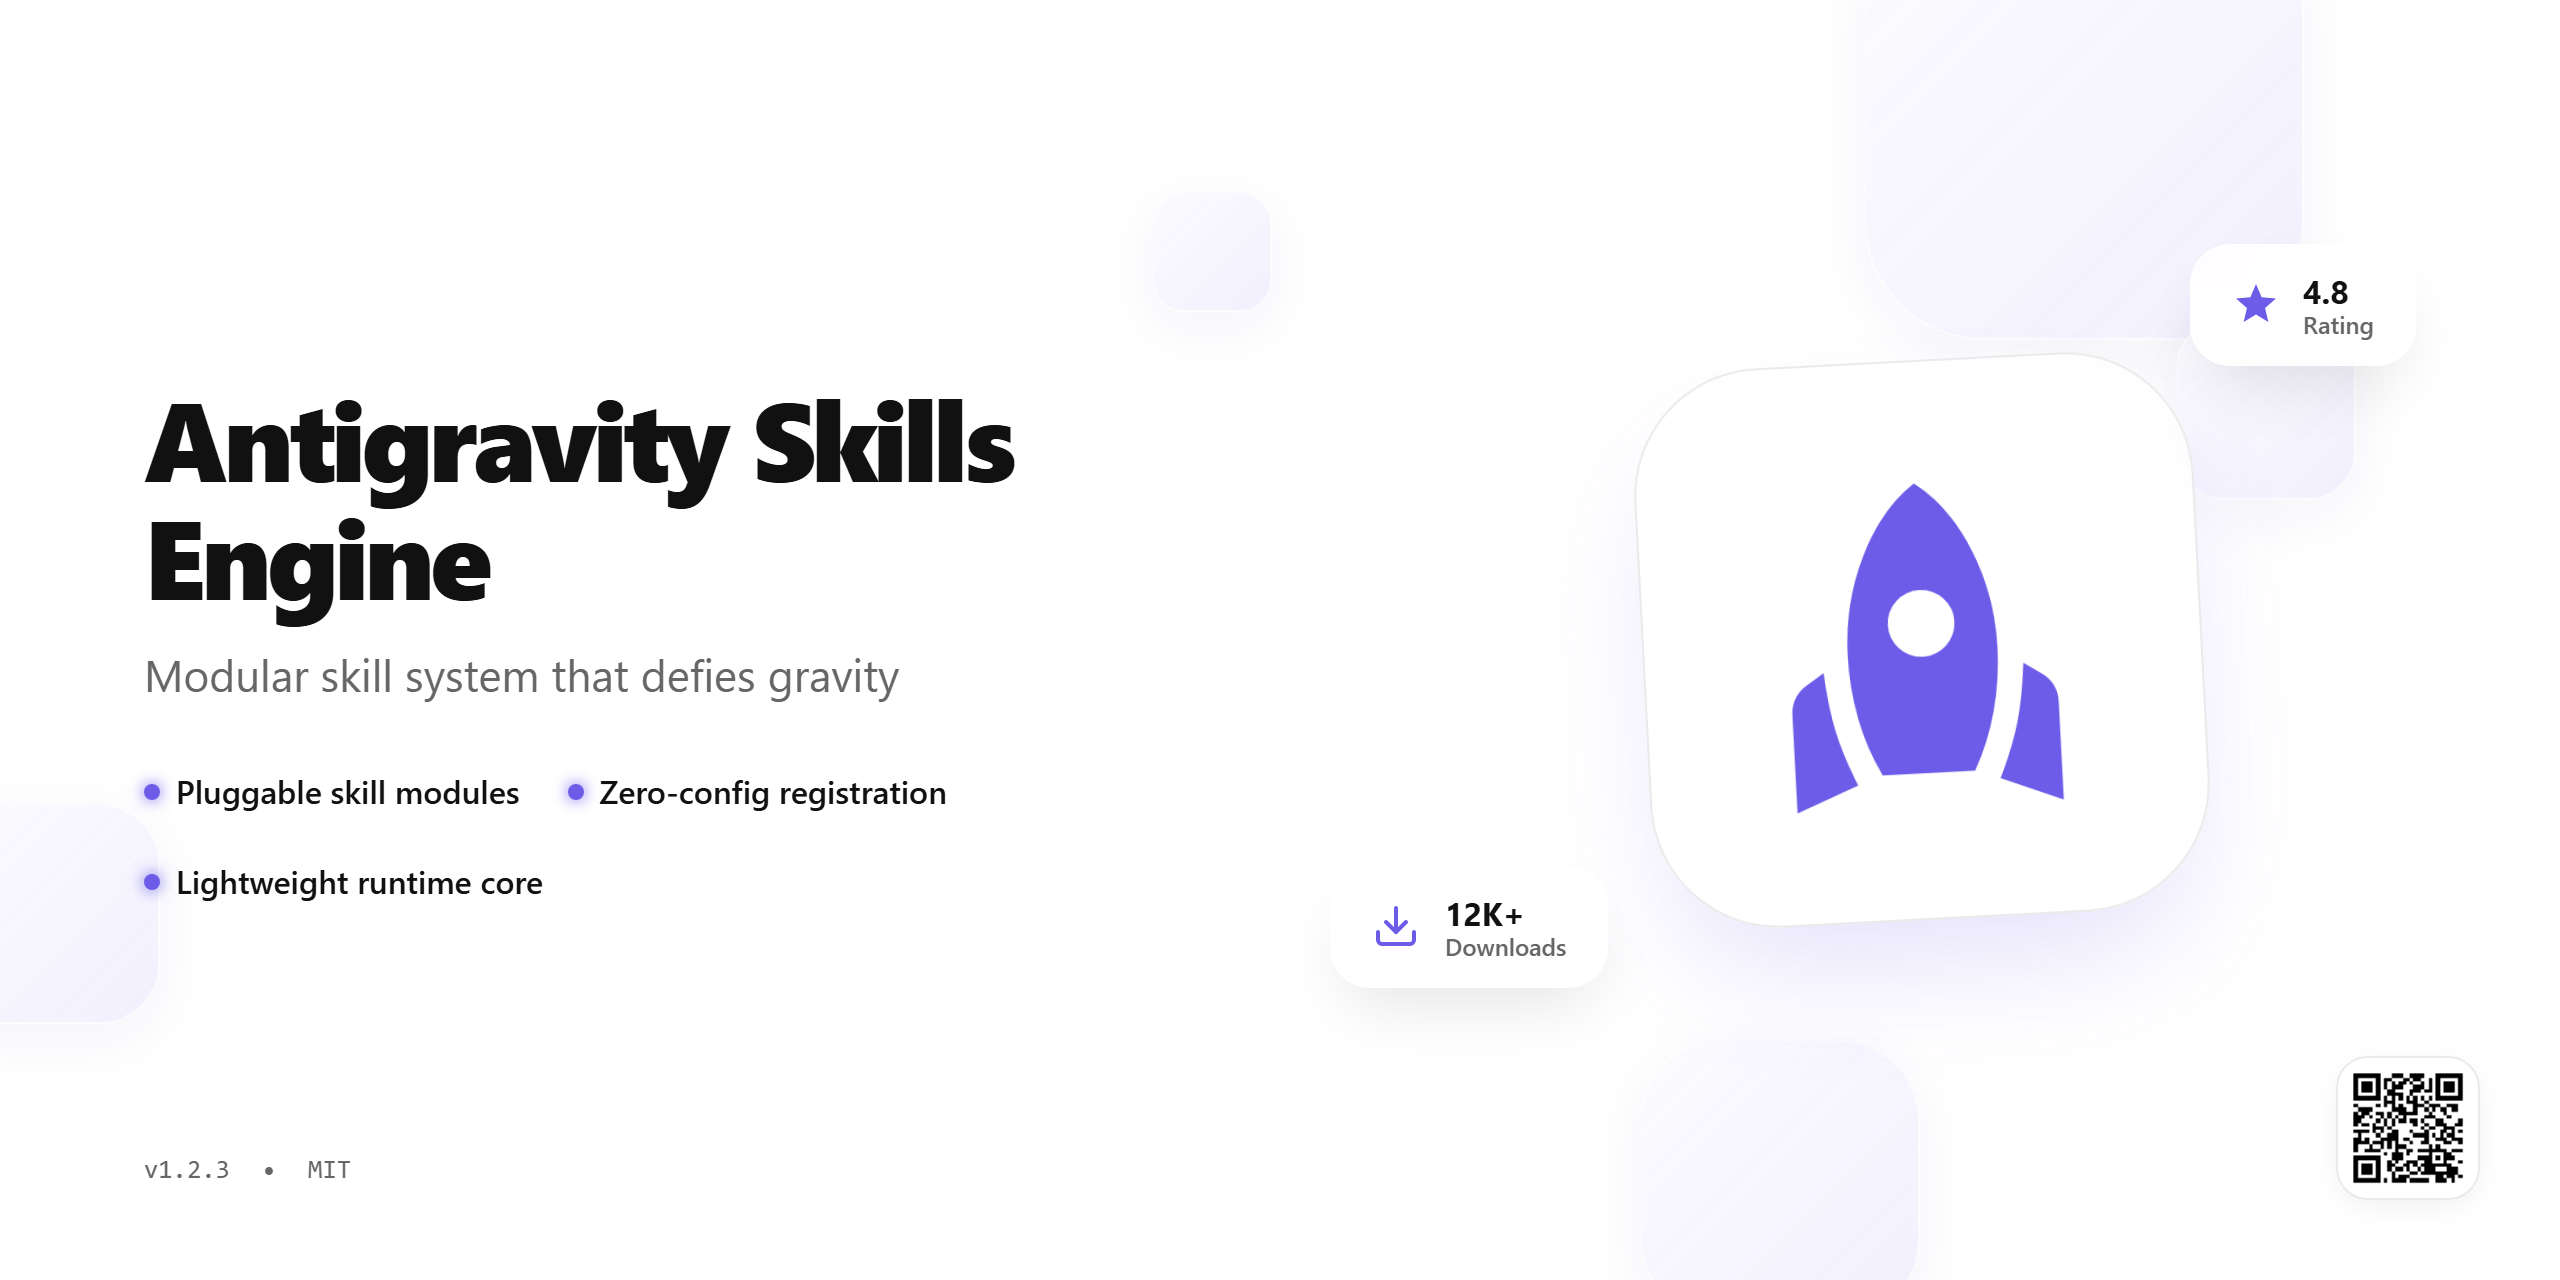 Antigravity Skills
Engine
Modular skill system that defies gravity
Pluggable skill modules
Zero-config registration
Lightweight runtime core
v1.2.3 • MIT
4.8
Rating
12K+
Downloads